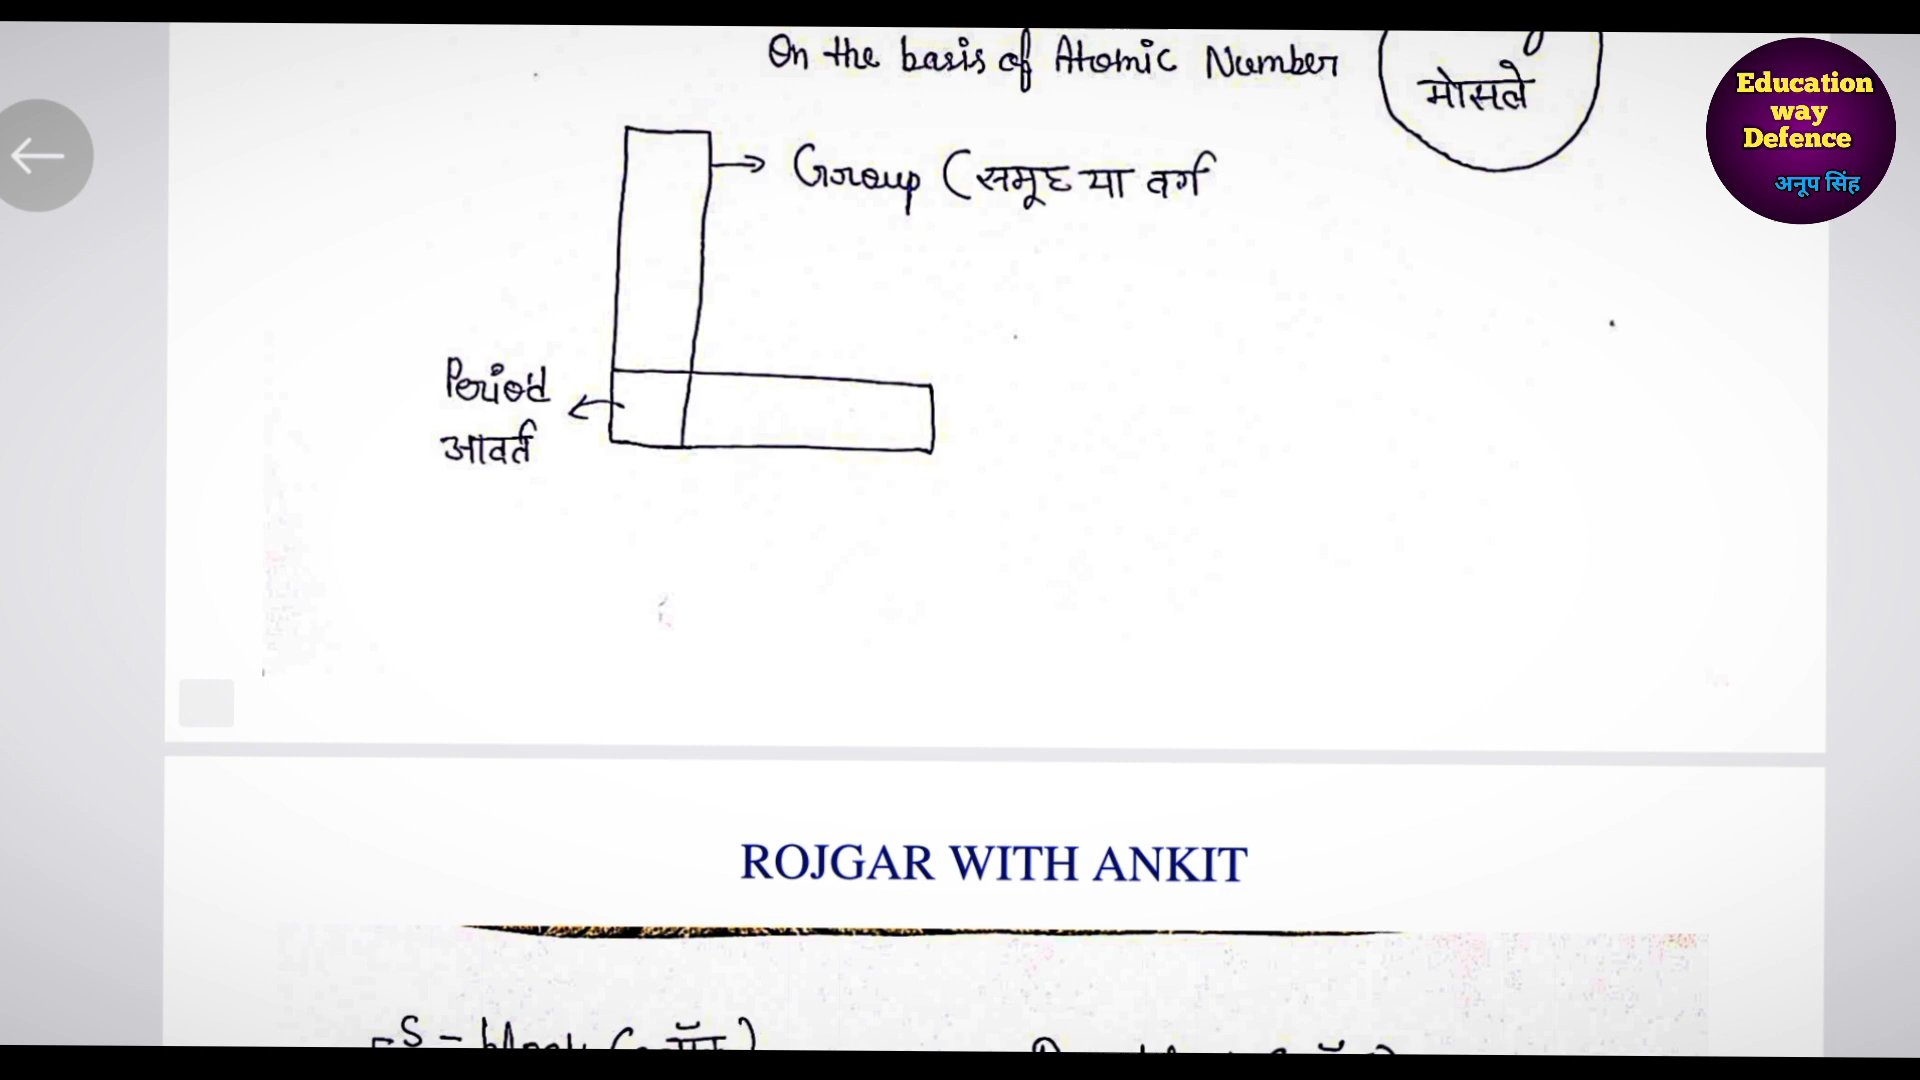 On the basis of Atomic Number
मोसले
Education
way
Defence
अनूप सिंह
Group (समूह या वर्ग
Period
आवर्त
ROJGAR WITH ANKIT
S - block